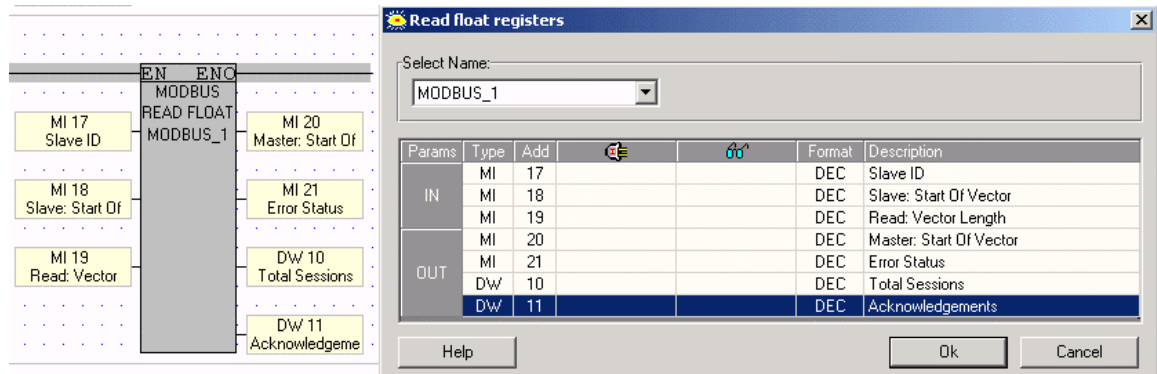 EN ENO
MODBUS
READ FLOAT
MODBUS_1
MI 17
Slave ID
MI 18
Slave: Start Of
MI 19
Read: Vector
MI 20
Master: Start Of
MI 21
Error Status
DW 10
Total Sessions
DW 11
Acknowledgeme
Read float registers
Select Name:
MODBUS_1
Params Type Add Format Description
IN
MI 17 DEC Slave ID
MI 18 DEC Slave: Start Of Vector
MI 19 DEC Read: Vector Length
OUT
MI 20 DEC Master: Start Of Vector
MI 21 DEC Error Status
DW 10 DEC Total Sessions
DW 11 DEC Acknowledgements
Help Ok Cancel